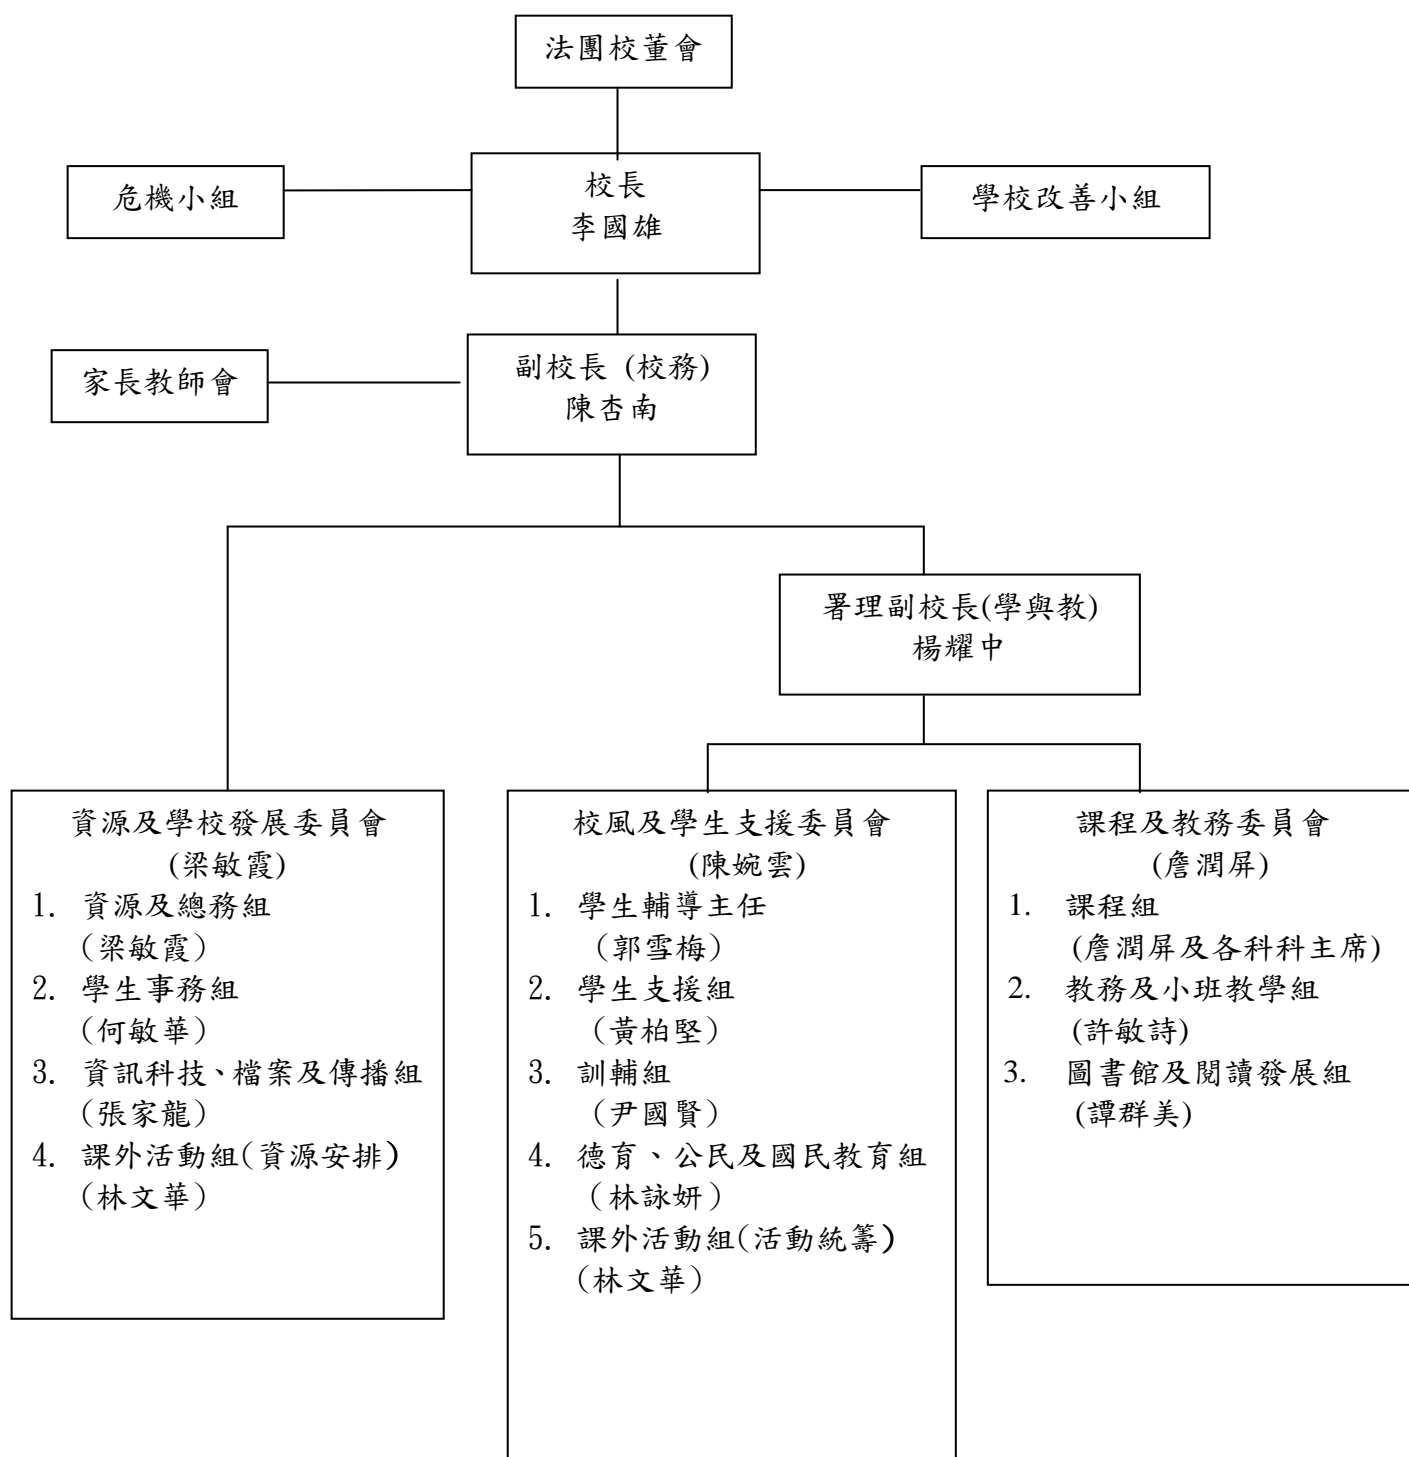 法團校董會
危機小組
校長
李國雄
學校改善小組
家長教師會
副校長 (校務)
陳杏南
署理副校長(學與教)
楊耀中
資源及學校發展委員會
(梁敏霞)
1. 資源及總務組
(梁敏霞)
2. 學生事務組
(何敏華)
3. 資訊科技、檔案及傳播組
(張家龍)
4. 課外活動組(資源安排)
(林文華)
校風及學生支援委員會
(陳婉雲)
1. 學生輔導主任
(郭雪梅)
2. 學生支援組
(黃柏堅)
3. 訓輔組
(尹國賢)
4. 德育、公民及國民教育組
(林詠妍)
5. 課外活動組(活動統籌)
(林文華)
課程及教務委員會
(詹潤屏)
1. 課程組
(詹潤屏及各科科主席)
2. 教務及小班教學組
(許敏詩)
3. 圖書館及閱讀發展組
(譚群美)